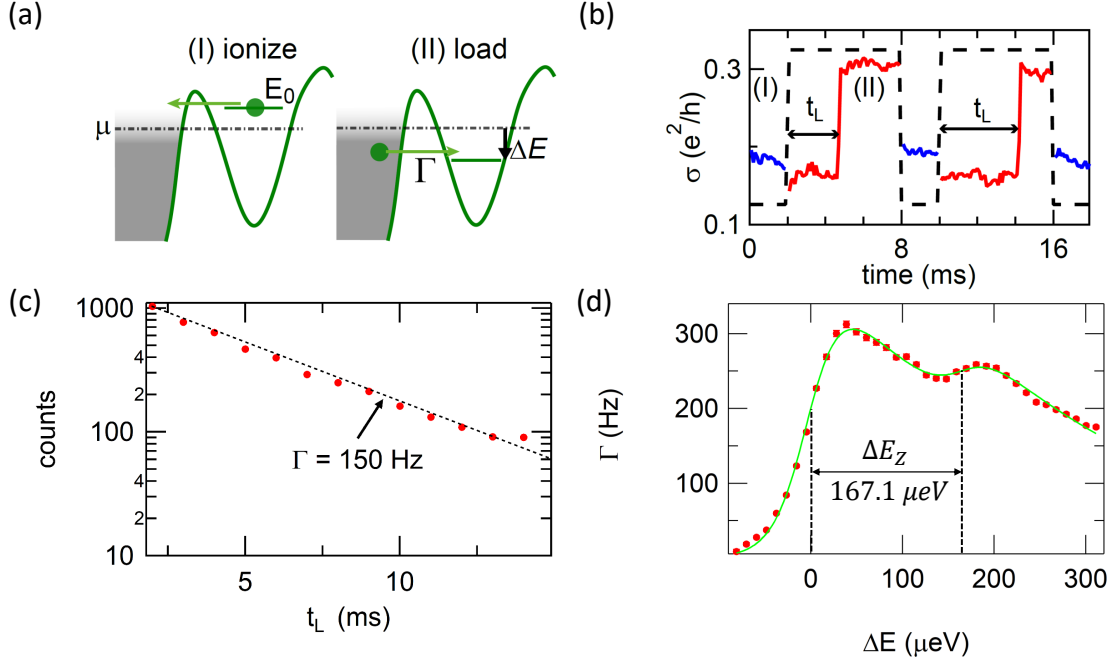 (a)
(I) ionize
(II) load
E0
μ
ΔE
Γ
(b)
0.3
(I)
(II)
tL
tL
σ (e²/h)
0.1
0
8
16
time (ms)
(c)
1000
4
2
100
4
2
10
counts
Γ = 150 Hz
5
10
tL (ms)
(d)
300
200
100
Γ (Hz)
ΔEZ
167.1 μeV
0
100
200
300
ΔE (μeV)